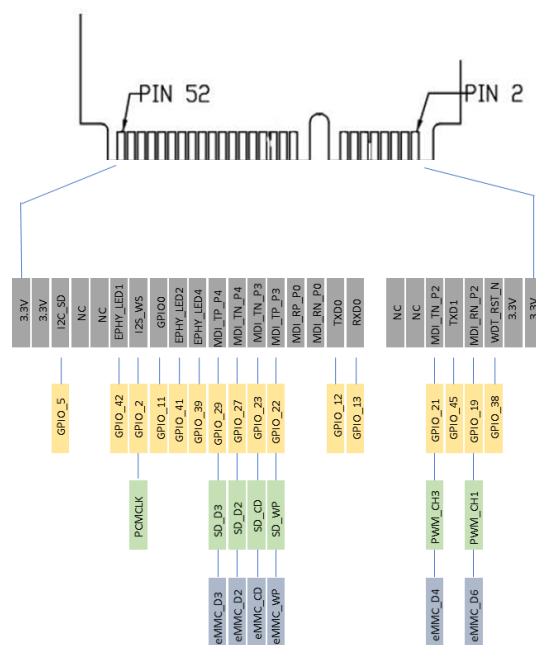 PIN 52
PIN 2
3.3V
3.3V
I2C_SD
NC
NC
EPHY_LED1
I2S_WS
GPIO0
EPHY_LED2
EPHY_LED4
MDI_TP_P4
MDI_TN_P4
MDI_TN_P3
MDI_TP_P3
MDI_RP_P0
MDI_RN_P0
TXD0
RXD0
NC
NC
MDI_TN_P2
TXD1
MDI_RN_P2
WDT_RST_N
3.3V
3.3V
GPIO_5
GPIO_42
GPIO_2
GPIO_11
GPIO_41
GPIO_39
GPIO_29
GPIO_27
GPIO_23
GPIO_22
GPIO_12
GPIO_13
GPIO_21
GPIO_45
GPIO_19
GPIO_38
PCMCLK
SD_D3
SD_D2
SD_CD
SD_WP
PWM_CH3
PWM_CH1
eMMC_D3
eMMC_D2
eMMC_CD
eMMC_WP
eMMC_D4
eMMC_D6